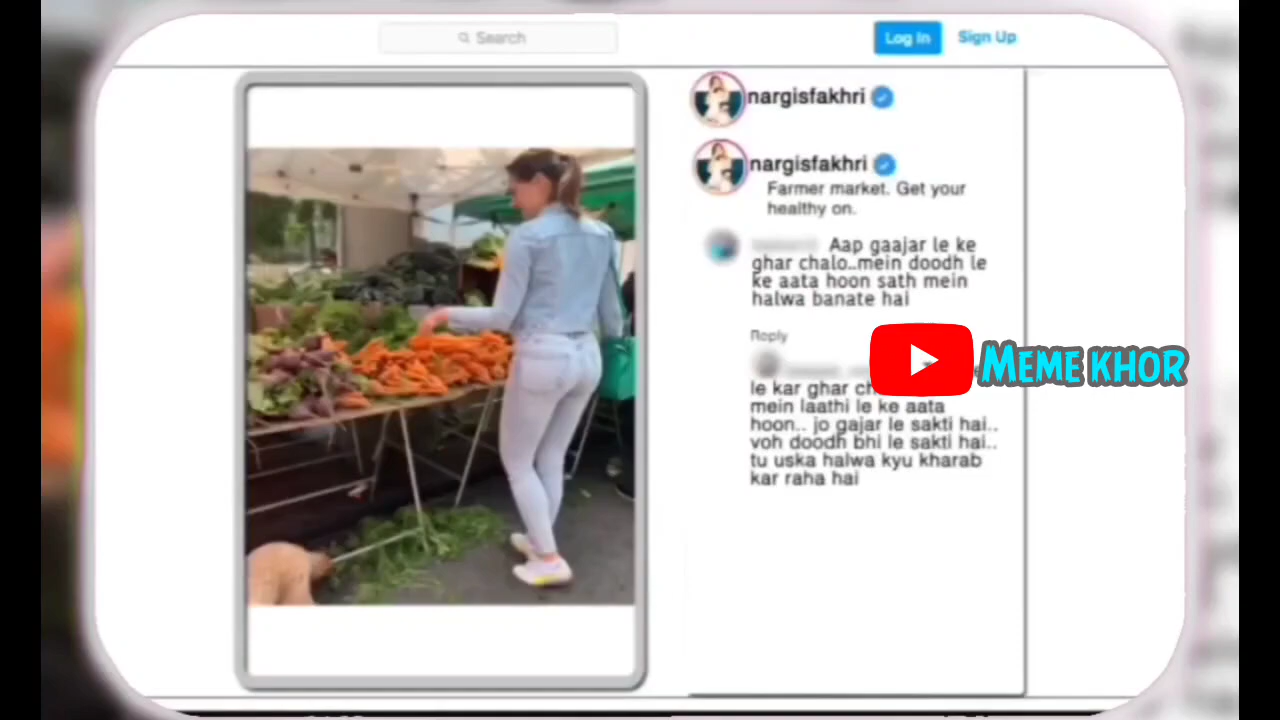 Search
Log In
Sign Up
nargisfakhri
nargisfakhri
Farmer market. Get your
healthy on.
Aap gaajar le ke
ghar chalo..mein doodh le
ke aata hoon sath mein
halwa banate hai
Reply
MEME KHOR
le kar ghar
mein laathi le ke aata
hoon.. jo gajar le sakti hai..
voh doodh bhi le sakti hai..
tu uska halwa kyu kharab
kar raha hai